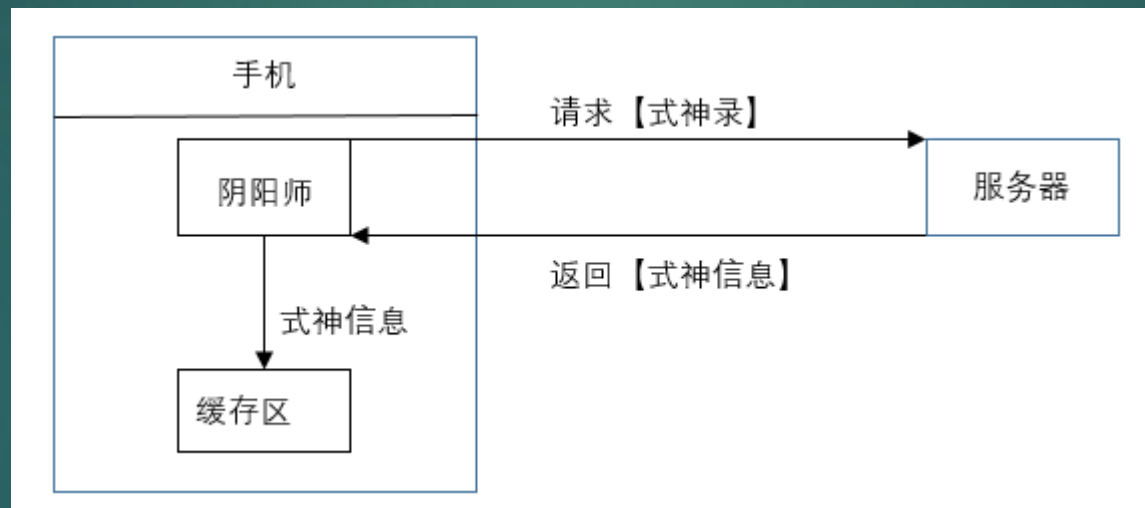 手机
请求【式神录】
阴阳师
服务器
返回【式神信息】
式神信息
缓存区